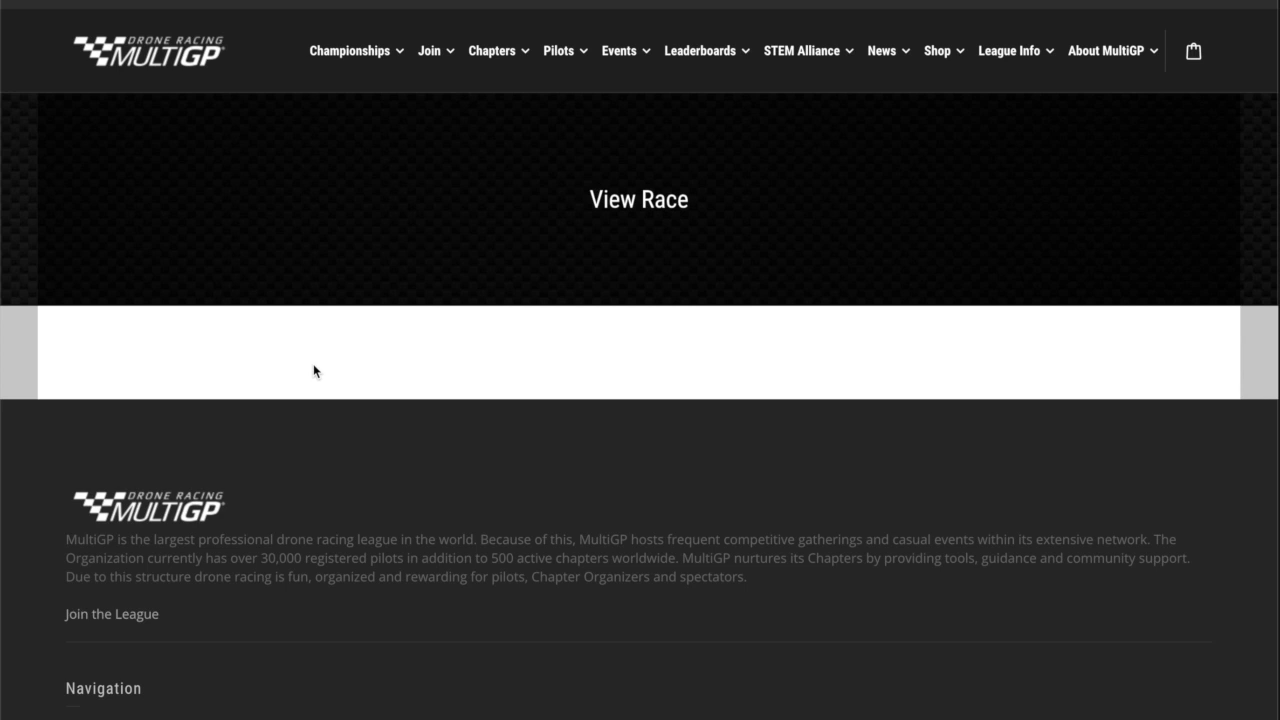 DRONE RACING
MULTIGP
Championships Join Chapters Pilots Events Leaderboards STEM Alliance News Shop League Info About MultiGP
View Race
DRONE RACING
MULTIGP
MultiGP is the largest professional drone racing league in the world. Because of this, MultiGP hosts frequent competitive gatherings and casual events within its extensive network. The
Organization currently has over 30,000 registered pilots in addition to 500 active chapters worldwide. MultiGP nurtures its Chapters by providing tools, guidance and community support.
Due to this structure drone racing is fun, organized and rewarding for pilots, Chapter Organizers and spectators.
Join the League
Navigation